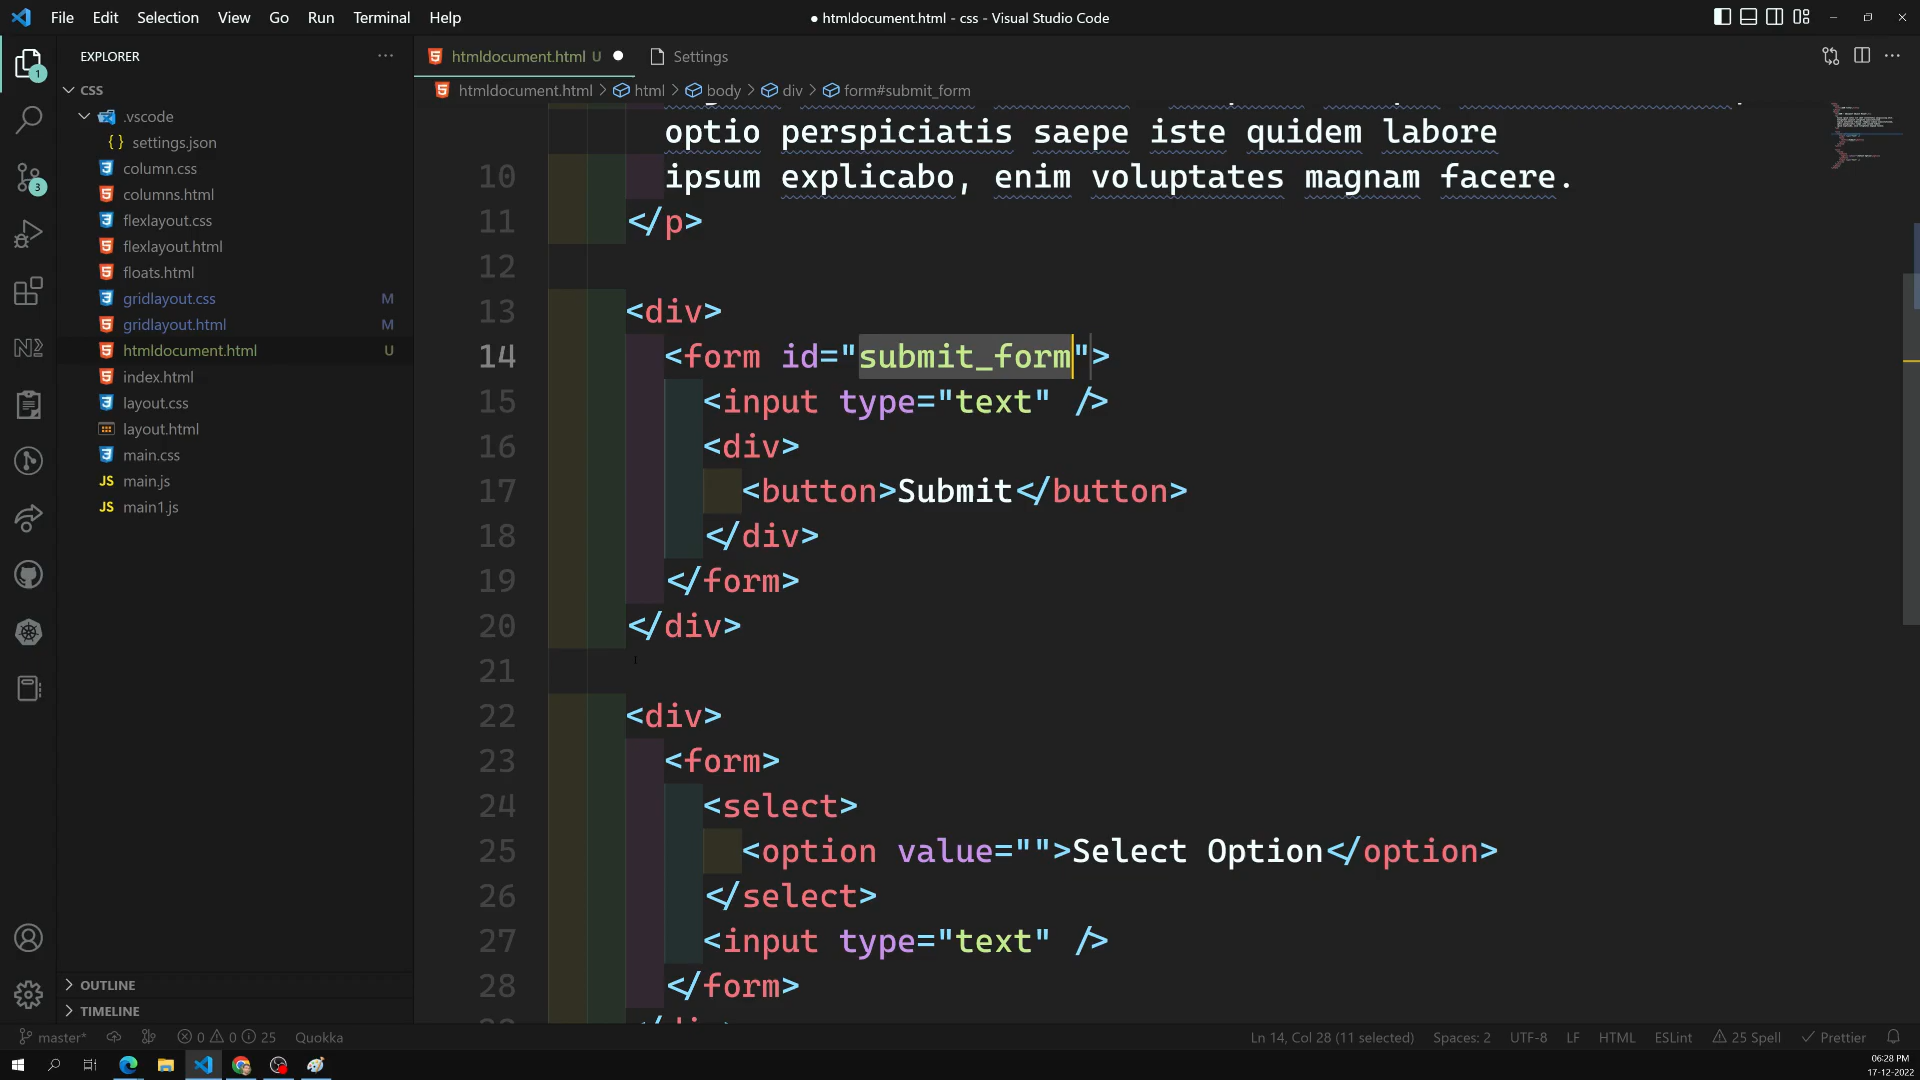 File Edit Selection View Go Run Terminal Help
● htmldocument.html - css - Visual Studio Code
EXPLORER
htmldocument.html U
Settings
htmldocument.html > html > body > div > form#submit_form
CSS
.vscode
{ } settings.json
column.css
columns.html
flexlayout.css
flexlayout.html
floats.html
gridlayout.css M
gridlayout.html M
htmldocument.html U
index.html
layout.css
layout.html
main.css
JS main.js
JS main1.js
OUTLINE
TIMELINE
1
3
optio perspiciatis saepe iste quidem labore
10 ipsum explicabo, enim voluptates magnam facere.
11 </p>
12
13 <div>
14 <form id="submit_form">
15 <input type="text" />
16 <div>
17 <button>Submit</button>
18 </div>
19 </form>
20 </div>
21
22 <div>
23 <form>
24 <select>
25 <option value="">Select Option</option>
26 </select>
27 <input type="text" />
28 </form>
master* 0 0 25 Quokka
Ln 14, Col 28 (11 selected) Spaces: 2 UTF-8 LF HTML ESLint 25 Spell Prettier
06:28 PM
17-12-2022